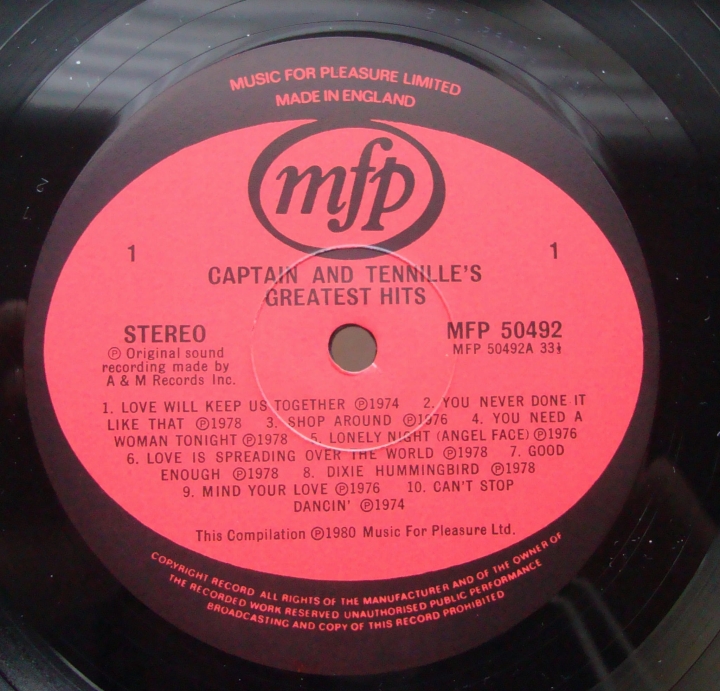 MUSIC FOR PLEASURE LIMITED
MADE IN ENGLAND
mfp
1
1
CAPTAIN AND TENNILLE'S
GREATEST HITS
STEREO
℗ Original sound
recording made by
A & M Records Inc.
MFP 50492
MFP 50492A 33⅓
1. LOVE WILL KEEP US TOGETHER ℗1974 2. YOU NEVER DONE IT
LIKE THAT ℗1978 3. SHOP AROUND ℗1976 4. YOU NEED A
WOMAN TONIGHT ℗1978 5. LONELY NIGHT (ANGEL FACE) ℗1976
6. LOVE IS SPREADING OVER THE WORLD ℗1978 7. GOOD
ENOUGH ℗1978 8. DIXIE HUMMINGBIRD ℗1978
9. MIND YOUR LOVE ℗1976 10. CAN'T STOP
DANCIN' ℗1974
This Compilation ℗1980 Music For Pleasure Ltd.
COPYRIGHT RECORD ALL RIGHTS OF THE MANUFACTURER AND OF THE OWNER OF
THE RECORDED WORK RESERVED UNAUTHORISED PUBLIC PERFORMANCE
BROADCASTING AND COPY OF THIS RECORD PROHIBITED